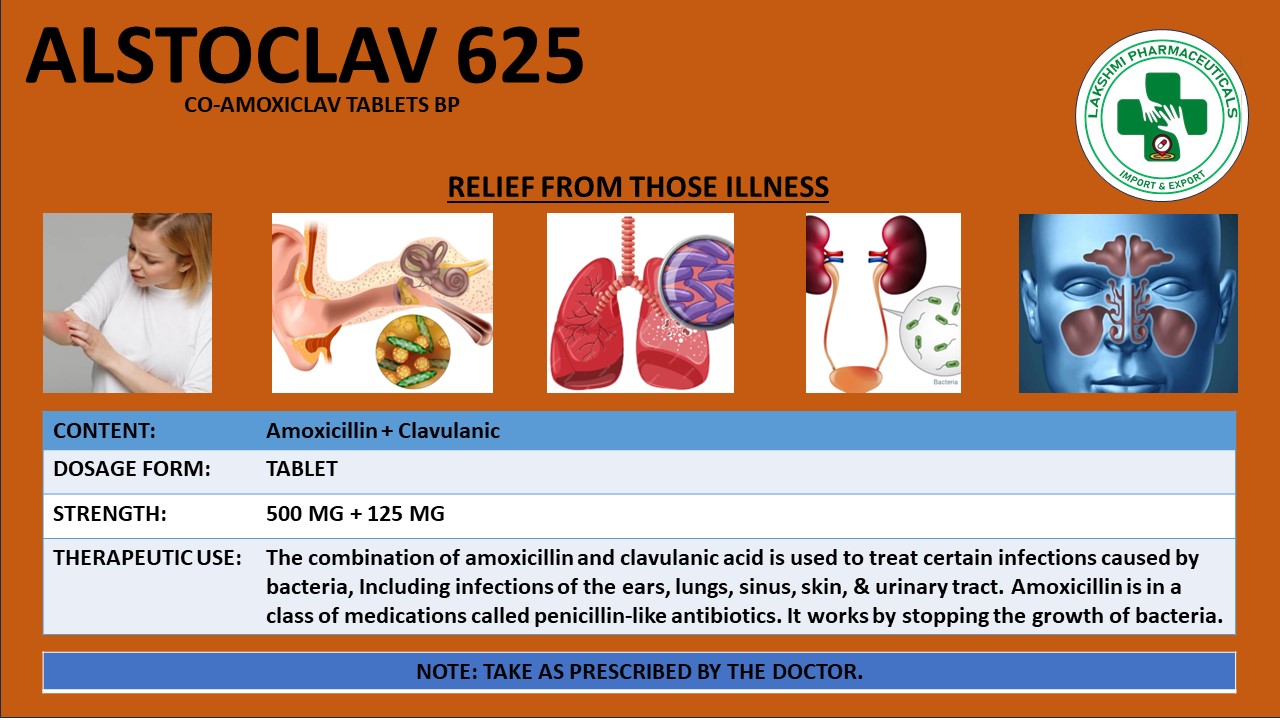 ALSTOCLAV 625
CO-AMOXICLAV TABLETS BP
LAKSHMI PHARMACEUTICALS
IMPORT & EXPORT
RELIEF FROM THOSE ILLNESS
Bacteria
CONTENT: Amoxicillin + Clavulanic
DOSAGE FORM: TABLET
STRENGTH: 500 MG + 125 MG
THERAPEUTIC USE: The combination of amoxicillin and clavulanic acid is used to treat certain infections caused by
bacteria, Including infections of the ears, lungs, sinus, skin, & urinary tract. Amoxicillin is in a
class of medications called penicillin-like antibiotics. It works by stopping the growth of bacteria.
NOTE: TAKE AS PRESCRIBED BY THE DOCTOR.